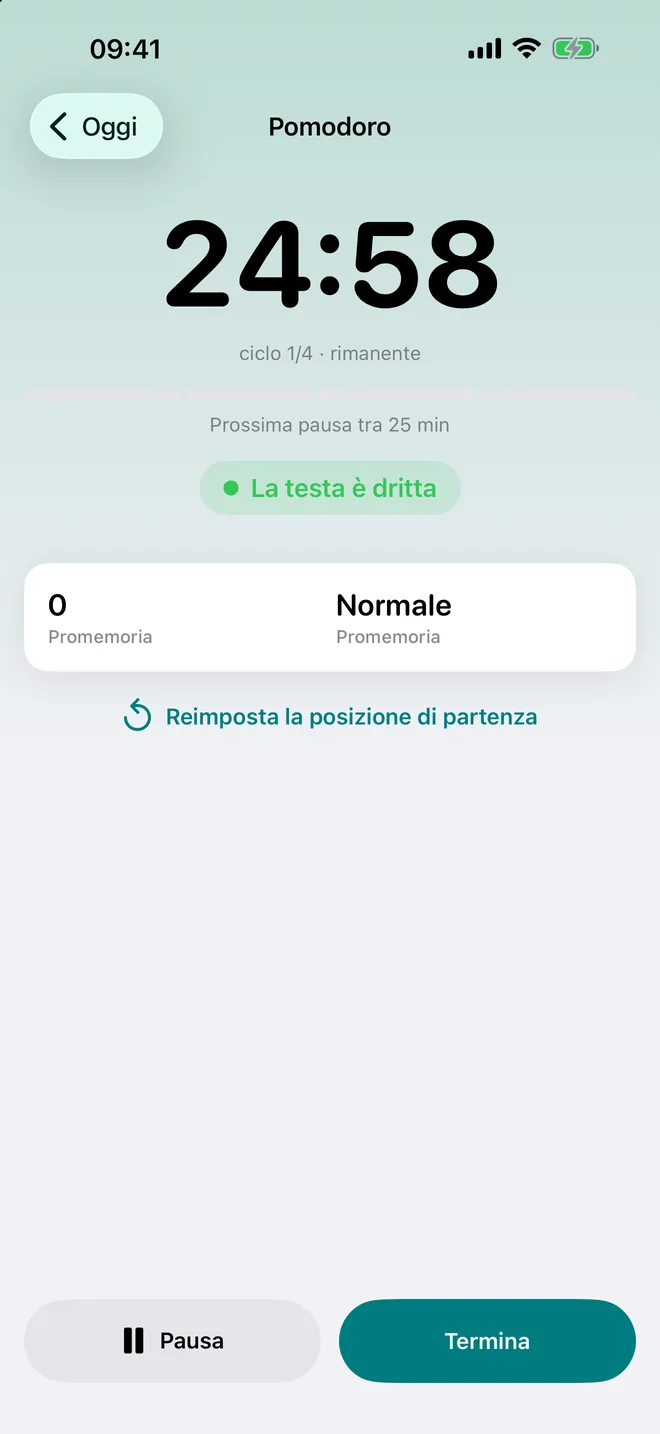 09:41
Oggi
Pomodoro
24:58
ciclo 1/4 · rimanente
Prossima pausa tra 25 min
La testa è dritta
0
Promemoria
Normale
Promemoria
Reimposta la posizione di partenza
Pausa
Termina